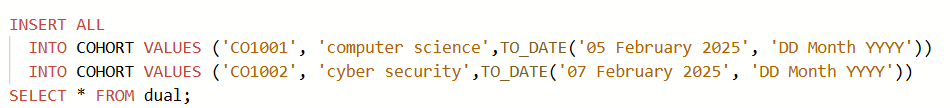 INSERT ALL
INTO COHORT VALUES ('CO1001', 'computer science',TO_DATE('05 February 2025', 'DD Month YYYY'))
INTO COHORT VALUES ('CO1002', 'cyber security',TO_DATE('07 February 2025', 'DD Month YYYY'))
SELECT * FROM dual;